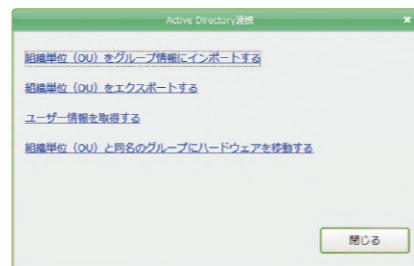 Active Directory連携
組織単位（OU）をグループ情報にインポートする
組織単位（OU）をエクスポートする
ユーザー情報を取得する
組織単位（OU）と同名のグループにハードウェアを移動する
閉じる